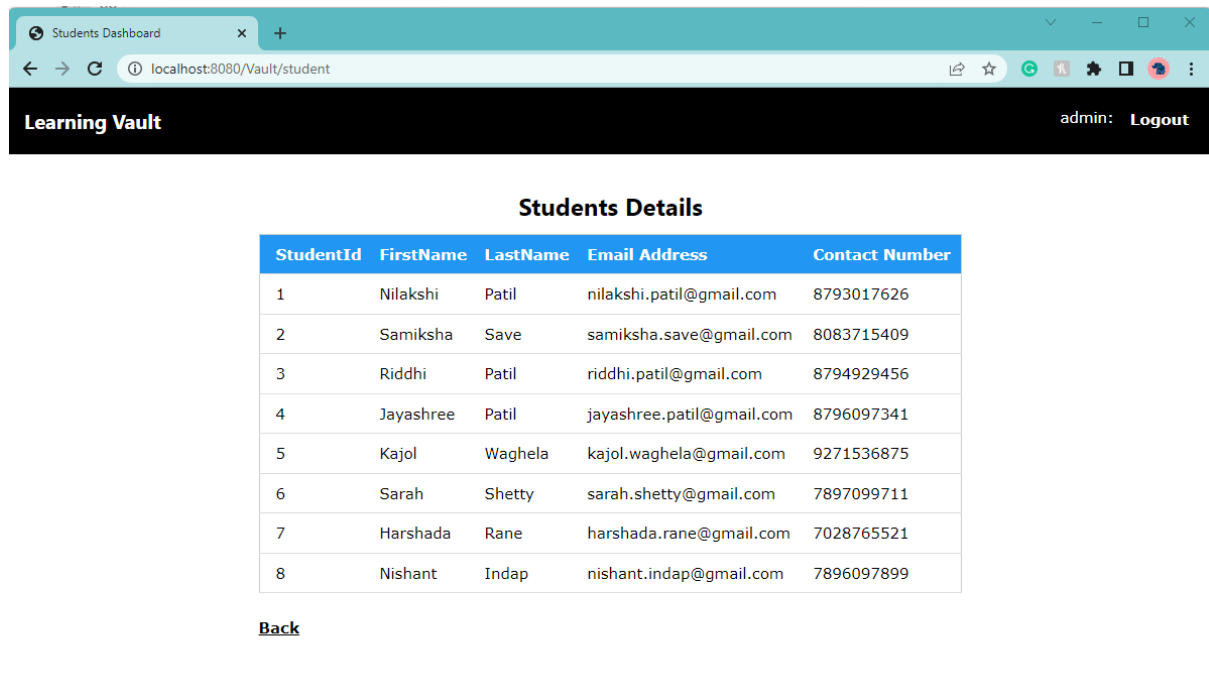 Students Dashboard
localhost:8080/Vault/student
Learning Vault admin: Logout
Students Details
StudentId FirstName LastName Email Address Contact Number
1 Nilakshi Patil nilakshi.patil@gmail.com 8793017626
2 Samiksha Save samiksha.save@gmail.com 8083715409
3 Riddhi Patil riddhi.patil@gmail.com 8794929456
4 Jayashree Patil jayashree.patil@gmail.com 8796097341
5 Kajol Waghela kajol.waghela@gmail.com 9271536875
6 Sarah Shetty sarah.shetty@gmail.com 7897099711
7 Harshada Rane harshada.rane@gmail.com 7028765521
8 Nishant Indap nishant.indap@gmail.com 7896097899
Back